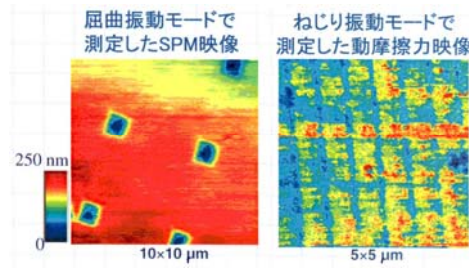 屈曲振動モードで
測定したSPM映像
ねじり振動モードで
測定した動摩擦力映像
250 nm
0
10×10 μm
5×5 μm